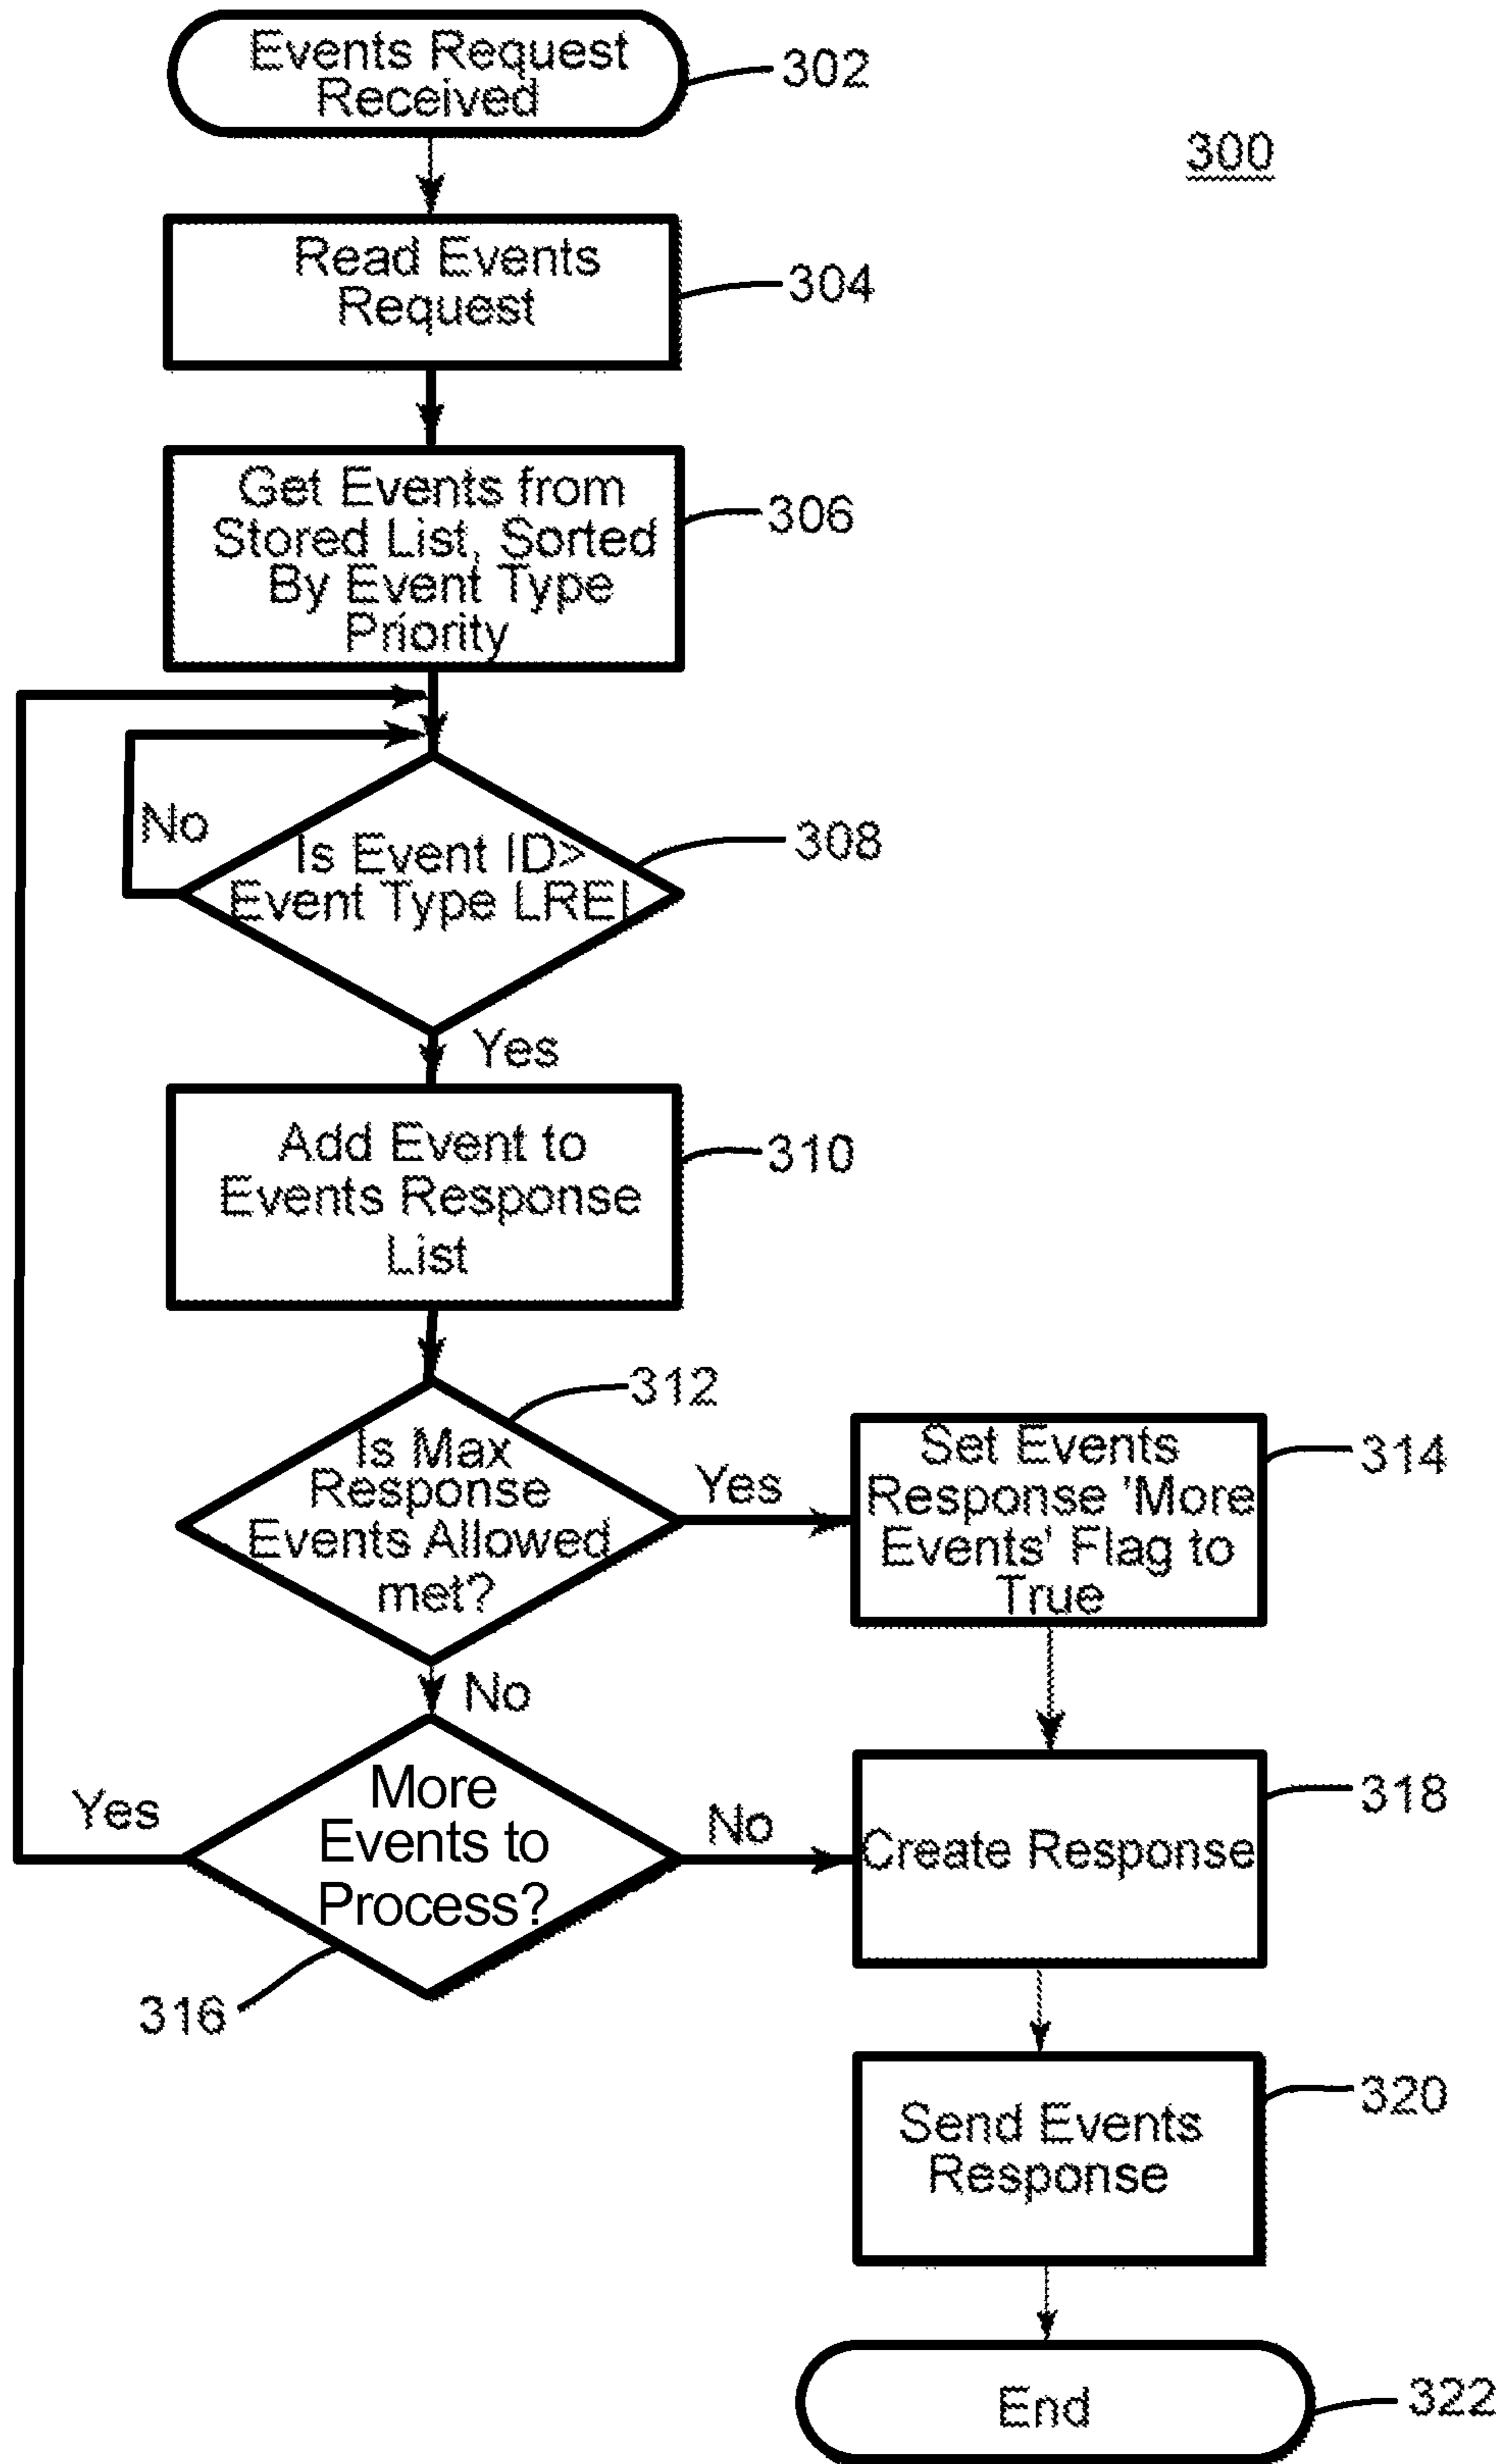 Events Request
Received
302
300
Read Events
Request
304
Get Events from
Stored List, Sorted
By Event Type
Priority
306
No
Is Event ID>
Event Type LREI
308
Yes
Add Event to
Events Response
List
310
312
Is Max
Response
Events Allowed
met?
Yes
Set Events
Response 'More
Events' Flag to
True
314
No
Yes
More
Events to
Process?
No
316
Create Response
318
Send Events
Response
320
End
322